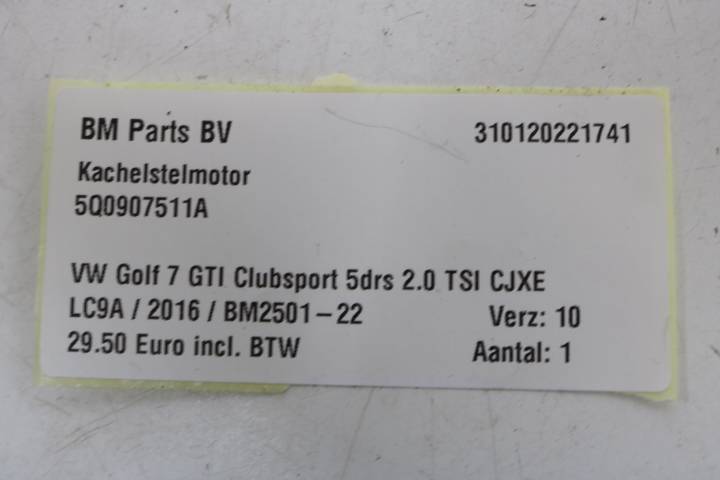 BM Parts BV 310120221741
Kachelstelmotor
5Q0907511A
VW Golf 7 GTI Clubsport 5drs 2.0 TSI CJXE
LC9A / 2016 / BM2501-22 Verz: 10
29.50 Euro incl. BTW Aantal: 1